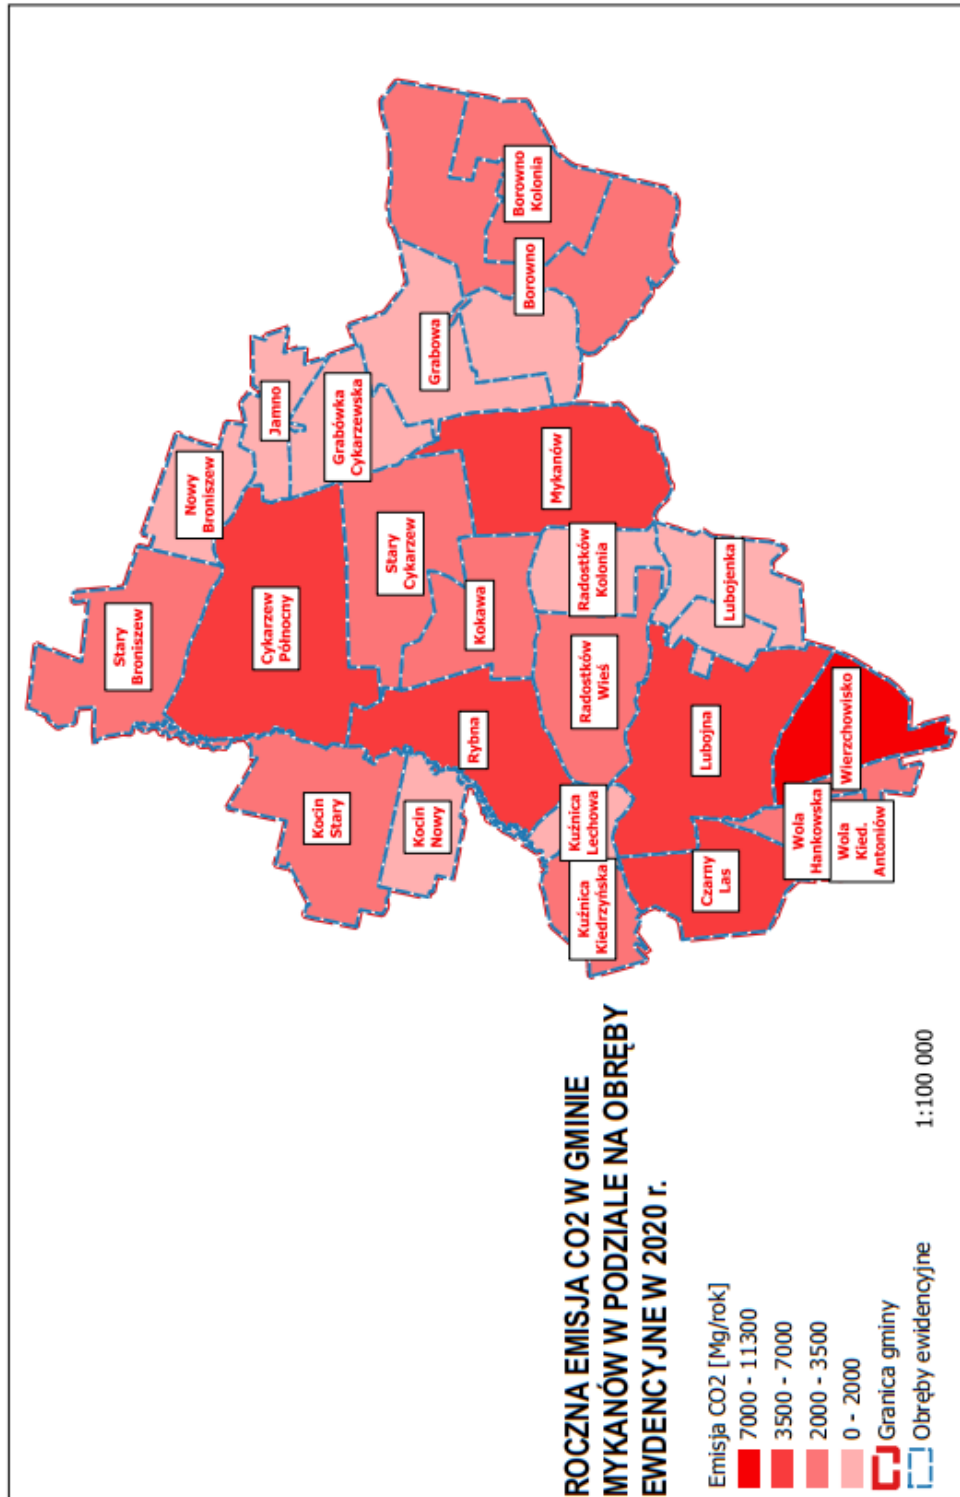 ROCZNA EMISJA CO2 W GMINIE
MYKANÓW W PODZIALE NA OBRĘBY
EWDENCYJNE W 2020 r.
Emisja CO2 [Mg/rok]
7000 - 11300
3500 - 7000
2000 - 3500
0 - 2000
Granica gminy
Obręby ewidencyjne
1:100 000
Stary
Broniszew
Nowy
Broniszew
Jamno
Cykarzew
Północny
Grabówka
Cykarzewska
Kocin
Stary
Stary
Cykarzew
Grabowa
Kocin
Nowy
Rybna
Kokawa
Borowno
Borowno
Kolonia
Mykanów
Kuźnica
Kiedrzyńska
Kuźnica
Lechowa
Radostków
Wieś
Radostków
Kolonia
Czarny
Las
Lubojna
Lubojenka
Wola
Hankowska
Wola
Kied.
Antoniów
Wierzchowisko